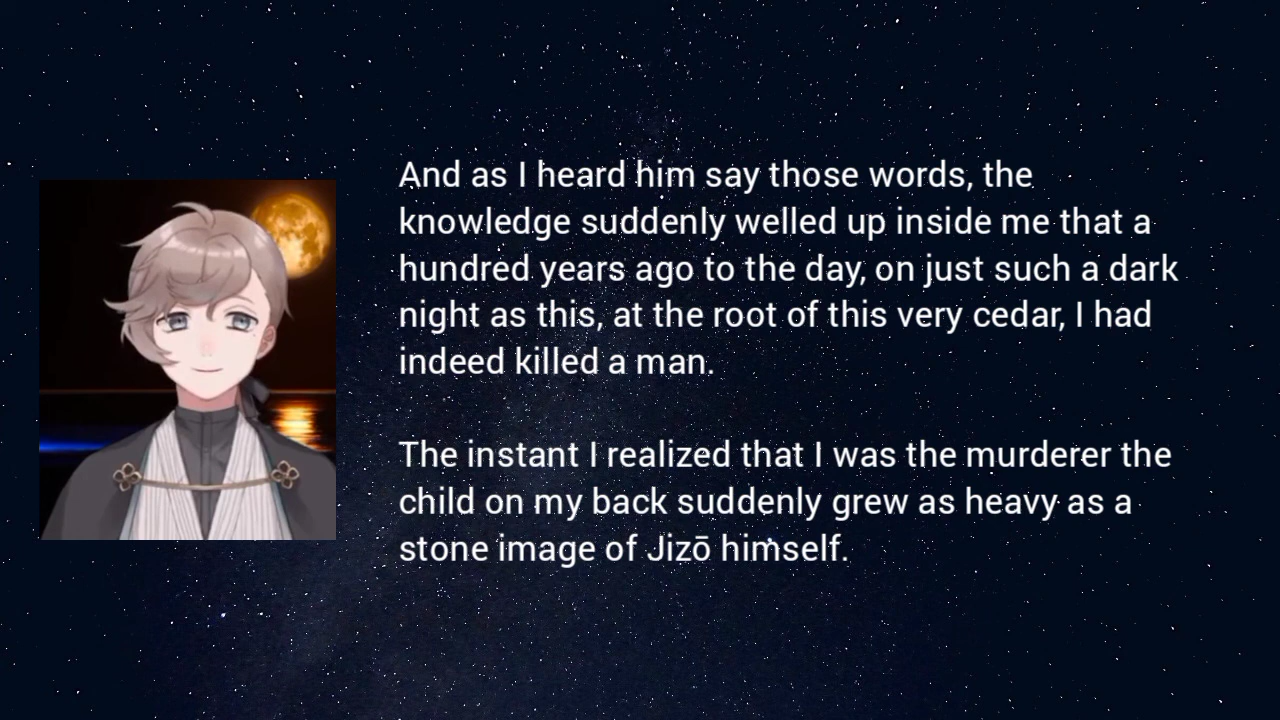 And as I heard him say those words, the
knowledge suddenly welled up inside me that a
hundred years ago to the day, on just such a dark
night as this, at the root of this very cedar, I had
indeed killed a man.
The instant I realized that I was the murderer the
child on my back suddenly grew as heavy as a
stone image of Jizō himself.